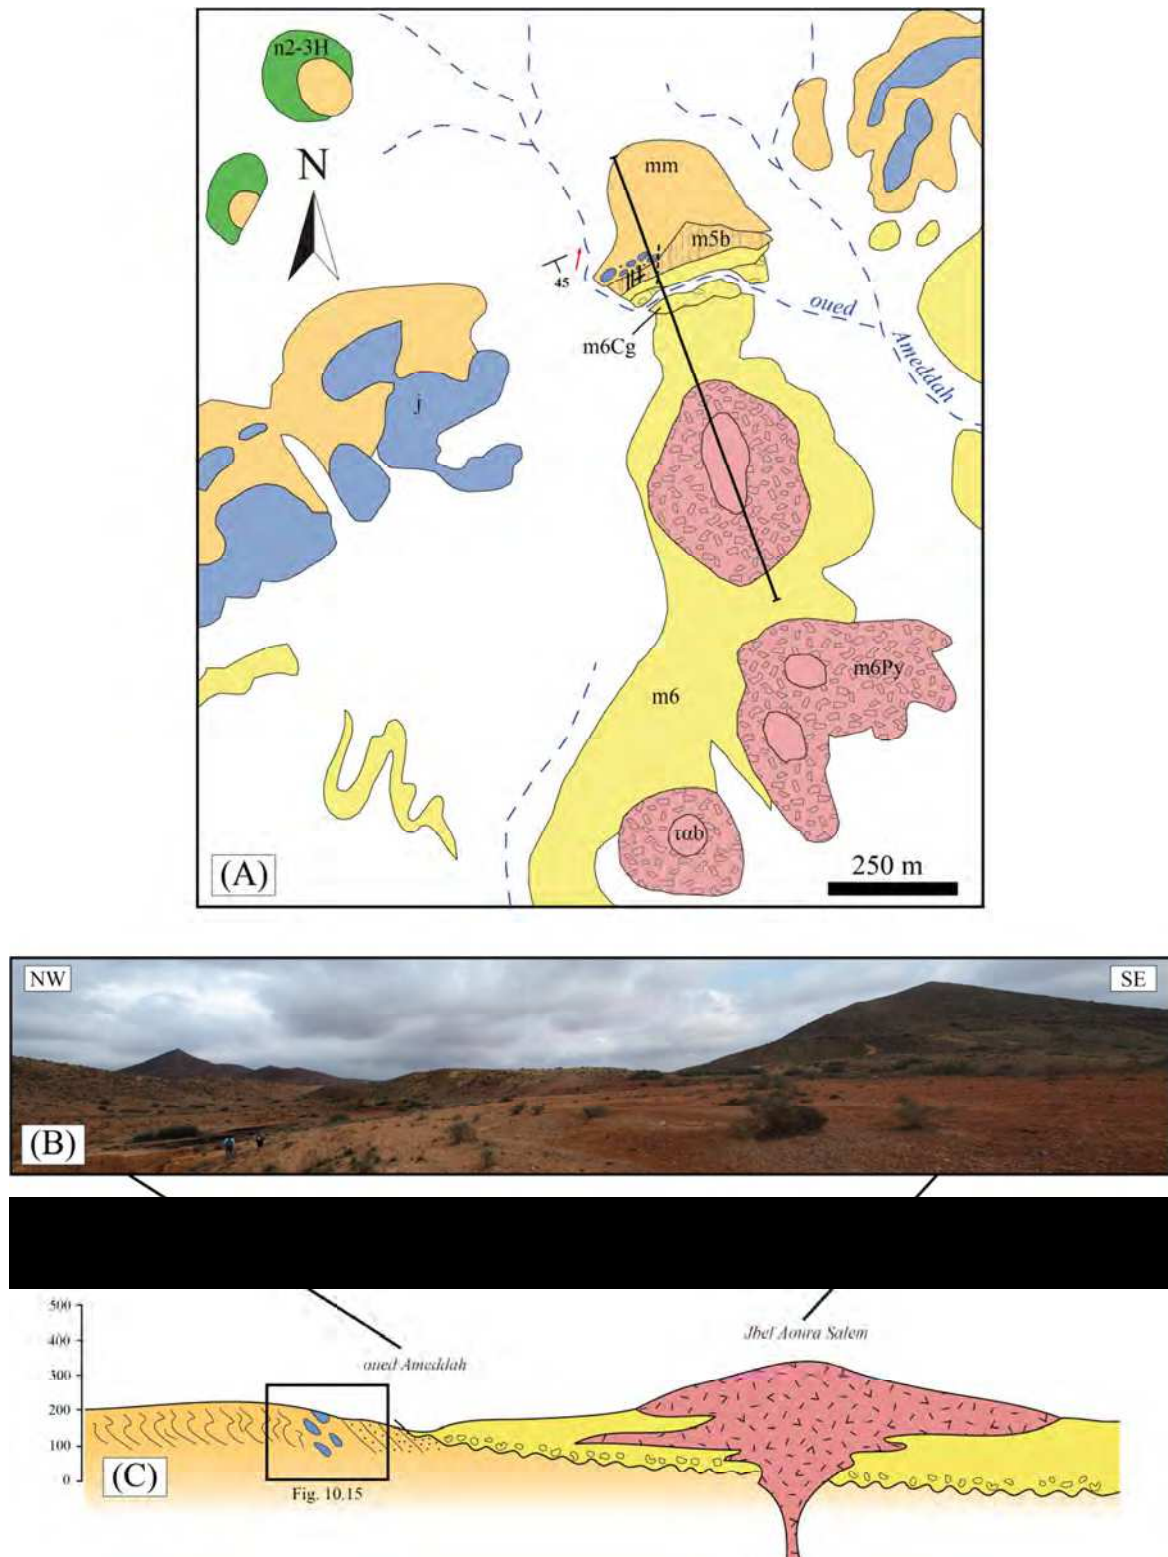 n2-3H
N
mm
m5b
45
oued
m6Cg
Ameddah
j
m6Py
m6
ταb
(A)
250 m
NW
SE
(B)
500
Jbel Aoura Salem
400
oued Ameddah
300
200
100
0
(C)
Fig. 10.15